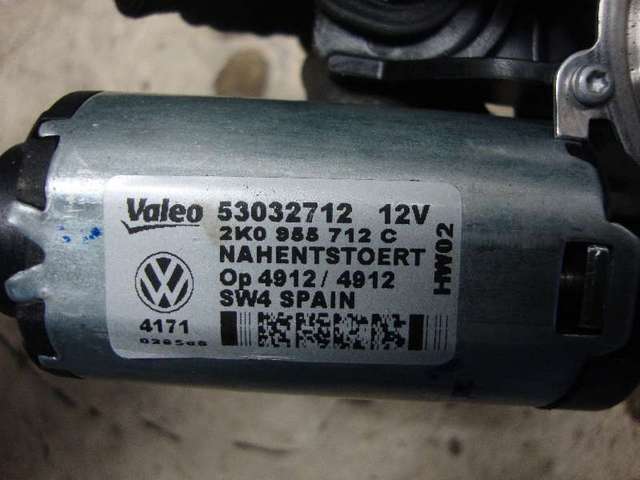 Valeo 53032712 12V
2K0 955 712 C
NAHENTSTOERT
Op 4912 / 4912
SW4 SPAIN
4171
HW02